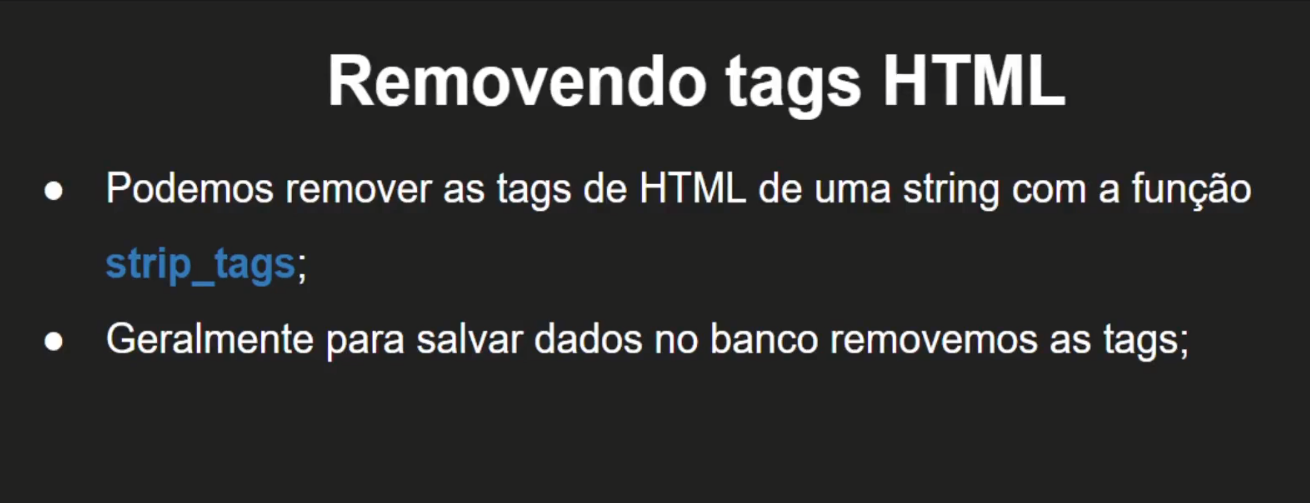 Removendo tags HTML
● Podemos remover as tags de HTML de uma string com a função
strip_tags;
● Geralmente para salvar dados no banco removemos as tags;